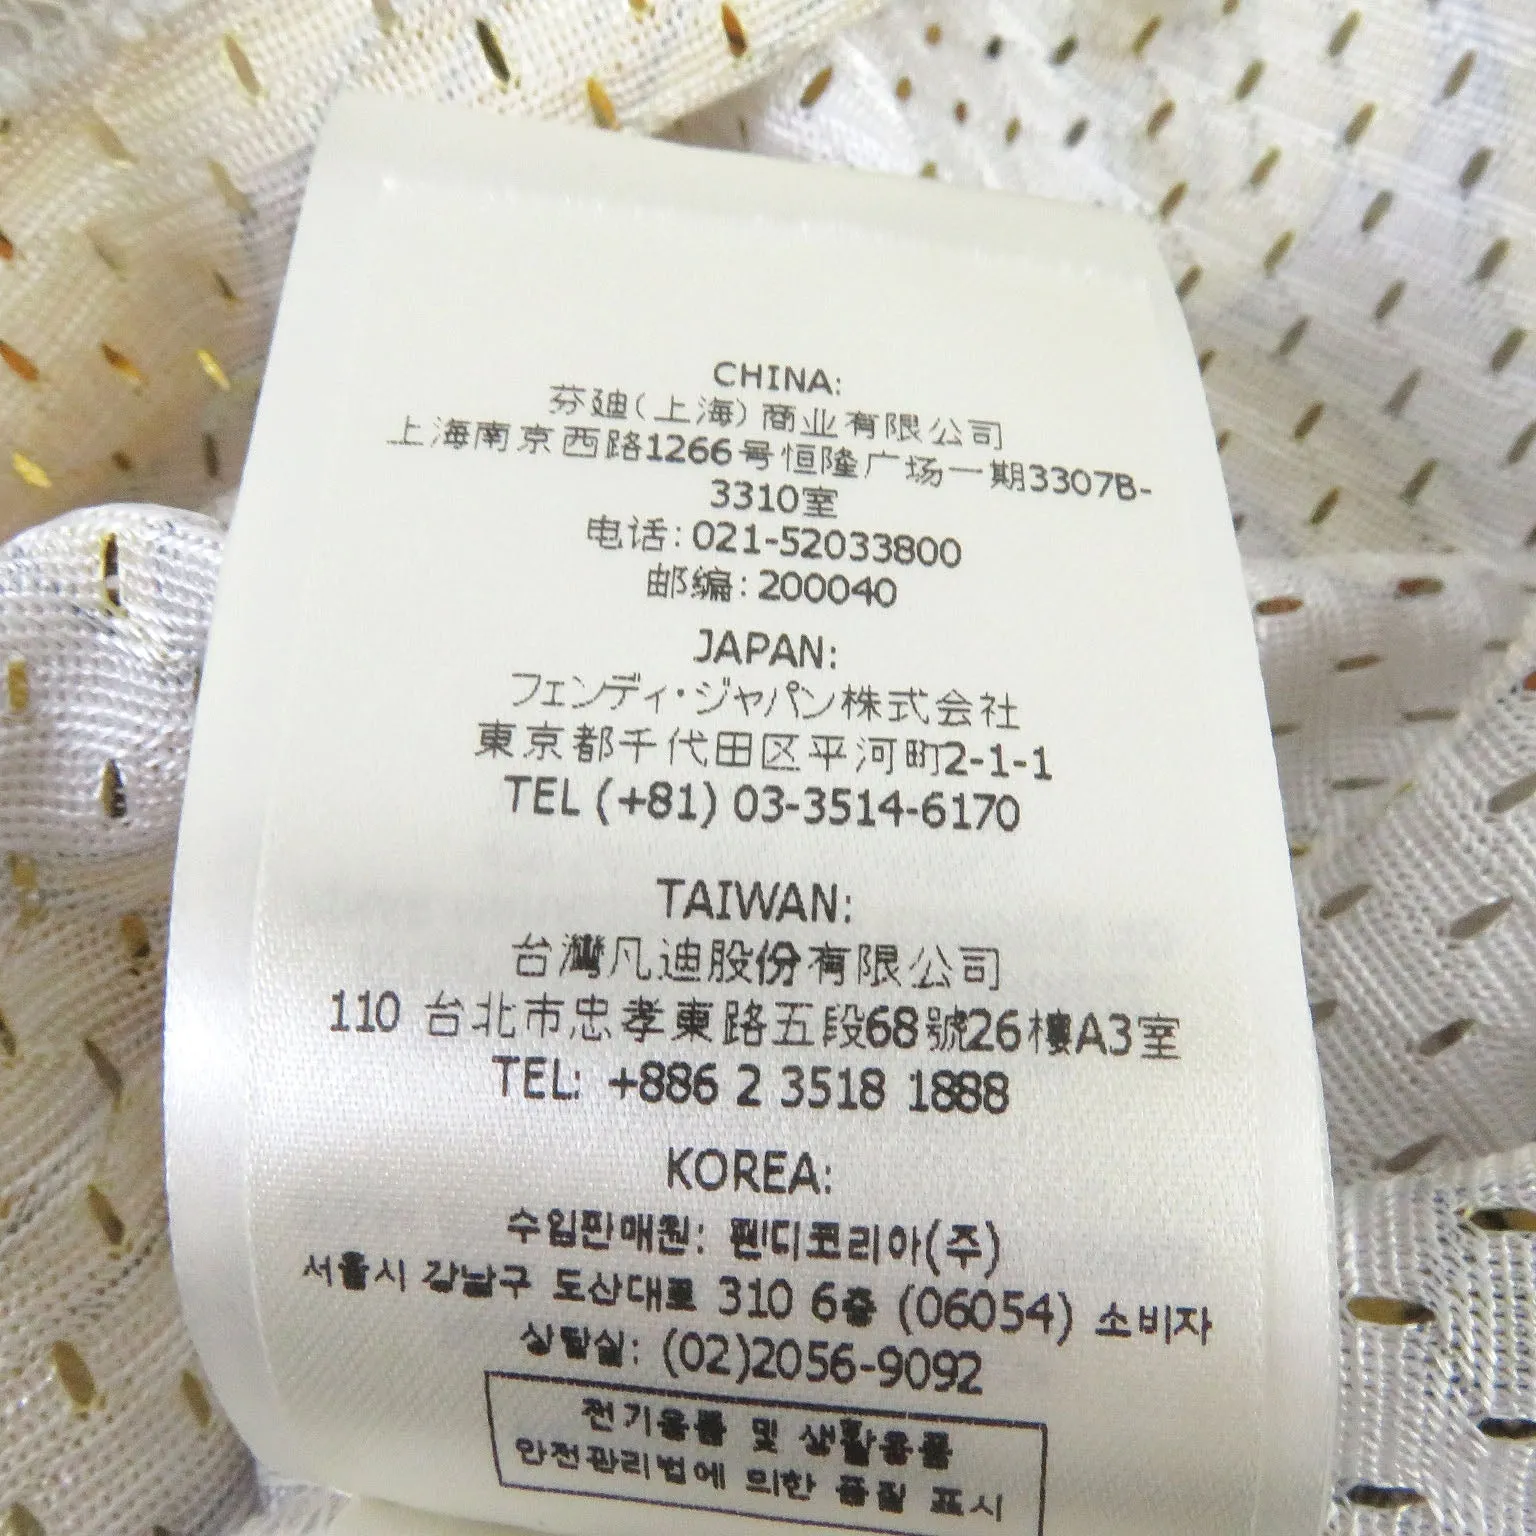 CHINA:
芬迪(上海)商业有限公司
上海南京西路1266号恒隆广场一期3307B-
3310室
电话: 021-52033800
邮编: 200040
JAPAN:
フェンディ・ジャパン株式会社
東京都千代田区平河町2-1-1
TEL (+81) 03-3514-6170
TAIWAN:
台灣凡迪股份有限公司
110 台北市忠孝東路五段68號26樓A3室
TEL: +886 2 3518 1888
KOREA:
수입판매원: 펜디코리아(주)
서울시 강남구 도산대로 310 6층 (06054) 소비자
상담실: (02)2056-9092
전기용품 및 생활용품
안전관리법에 의한 품질 표시